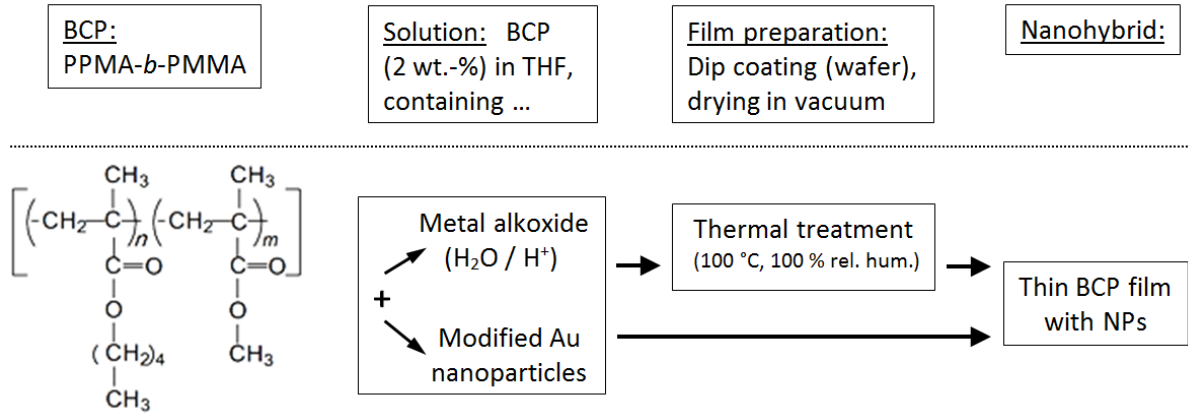 BCP:
PPMA-b-PMMA
Solution: BCP
(2 wt.-%) in THF,
containing ...
Film preparation:
Dip coating (wafer),
drying in vacuum
Nanohybrid:
CH₃ CH₃
(-CH₂-C-)n(-CH₂-C-)m
C=O C=O
O O
(CH₂)₄ CH₃
CH₃
Metal alkoxide
(H₂O / H⁺)
+
Modified Au
nanoparticles
Thermal treatment
(100 °C, 100 % rel. hum.)
Thin BCP film
with NPs